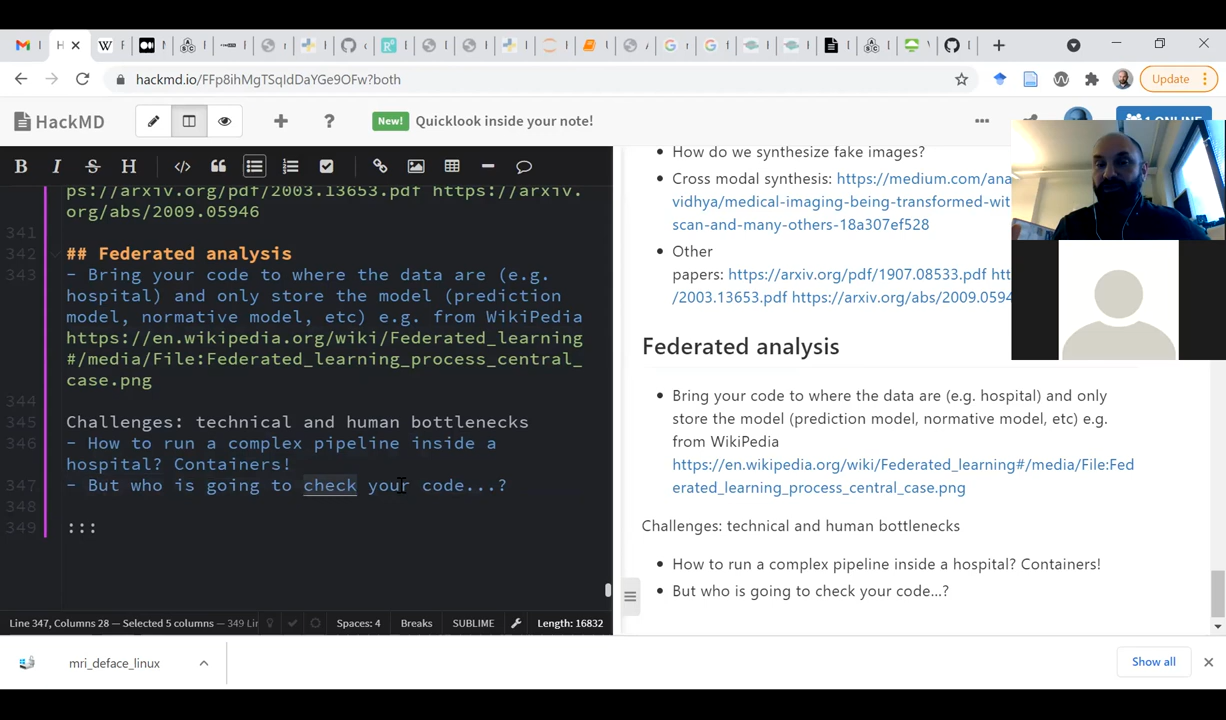 hackmd.io/FFp8ihMgTSqIdDaYGe9OFw?both
Update
HackMD
New!
Quicklook inside your note!
1 ONLINE
B I S H
ps://arxiv.org/pdf/2003.13653.pdf https://arxiv.
org/abs/2009.05946
341
342 ## Federated analysis
343 - Bring your code to where the data are (e.g.
hospital) and only store the model (prediction
model, normative model, etc) e.g. from WikiPedia
https://en.wikipedia.org/wiki/Federated_learning
#/media/File:Federated_learning_process_central_
case.png
344
345 Challenges: technical and human bottlenecks
346 - How to run a complex pipeline inside a
hospital? Containers!
347 - But who is going to check your code...?
348
349 :::
Line 347, Columns 28 — Selected 5 columns — 349 Lin
Spaces: 4
Breaks
SUBLIME
Length: 16832
How do we synthesize fake images?
Cross modal synthesis: https://medium.com/ana
vidhya/medical-imaging-being-transformed-wit
scan-and-many-others-18a307ef528
Other
papers: https://arxiv.org/pdf/1907.08533.pdf htt
/2003.13653.pdf https://arxiv.org/abs/2009.0594
Federated analysis
Bring your code to where the data are (e.g. hospital) and only
store the model (prediction model, normative model, etc) e.g.
from WikiPedia
https://en.wikipedia.org/wiki/Federated_learning#/media/File:Fed
erated_learning_process_central_case.png
Challenges: technical and human bottlenecks
How to run a complex pipeline inside a hospital? Containers!
But who is going to check your code…?
mri_deface_linux
Show all